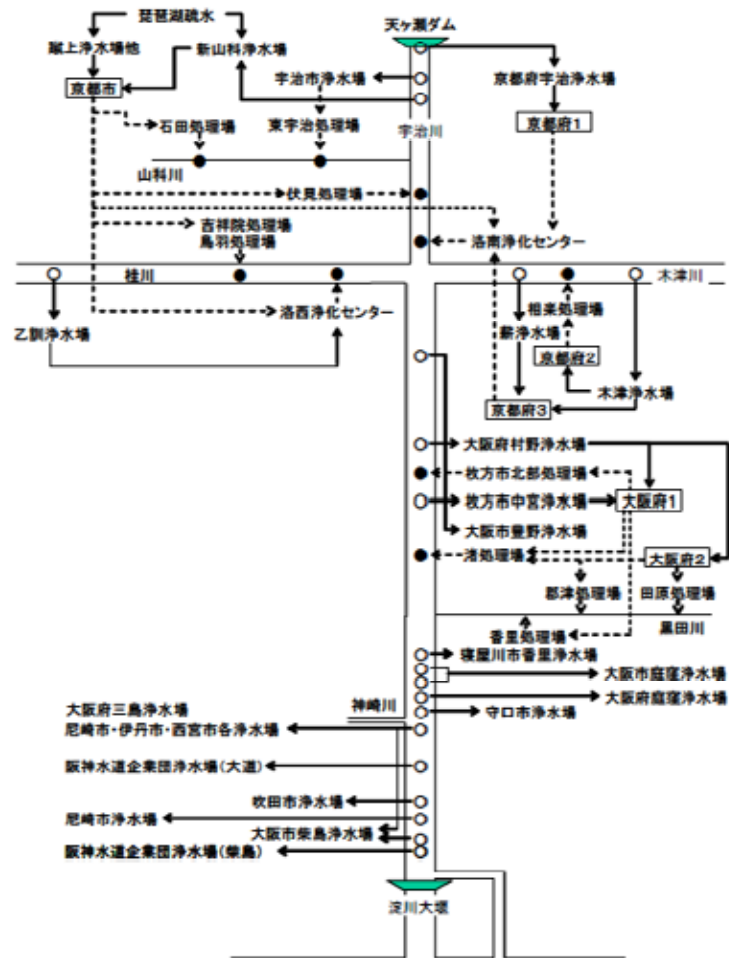 琵琶湖疏水
天ヶ瀬ダム
蹴上浄水場他
新山科浄水場
京都市
宇治市浄水場
京都府宇治浄水場
石田処理場
東宇治処理場
宇治川
京都府1
山科川
伏見処理場
吉祥院処理場
鳥羽処理場
洛南浄化センター
桂川
木津川
洛西浄化センター
相楽処理場
乙訓浄水場
薪浄水場
京都府2
木津浄水場
京都府3
大阪府村野浄水場
枚方市北部処理場
枚方市中宮浄水場
大阪府1
大阪市豊野浄水場
渚処理場
大阪府2
郡津処理場
田原処理場
香里処理場
黒田川
寝屋川市香里浄水場
大阪市庭窪浄水場
大阪府庭窪浄水場
神崎川
守口市浄水場
大阪府三島浄水場
尼崎市・伊丹市・西宮市各浄水場
阪神水道企業団浄水場(大道)
吹田市浄水場
尼崎市浄水場
大阪市柴島浄水場
阪神水道企業団浄水場(柴島)
淀川大堰